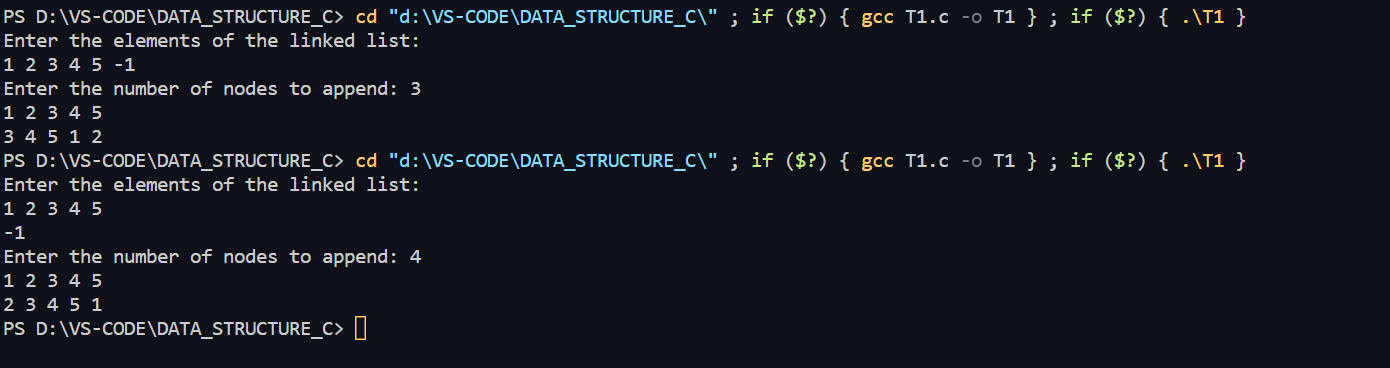 PS D:\VS-CODE\DATA_STRUCTURE_C> cd "d:\VS-CODE\DATA_STRUCTURE_C\" ; if ($?) { gcc T1.c -o T1 } ; if ($?) { .\T1 }
Enter the elements of the linked list:
1 2 3 4 5 -1
Enter the number of nodes to append: 3
1 2 3 4 5
3 4 5 1 2
PS D:\VS-CODE\DATA_STRUCTURE_C> cd "d:\VS-CODE\DATA_STRUCTURE_C\" ; if ($?) { gcc T1.c -o T1 } ; if ($?) { .\T1 }
Enter the elements of the linked list:
1 2 3 4 5
-1
Enter the number of nodes to append: 4
1 2 3 4 5
2 3 4 5 1
PS D:\VS-CODE\DATA_STRUCTURE_C>